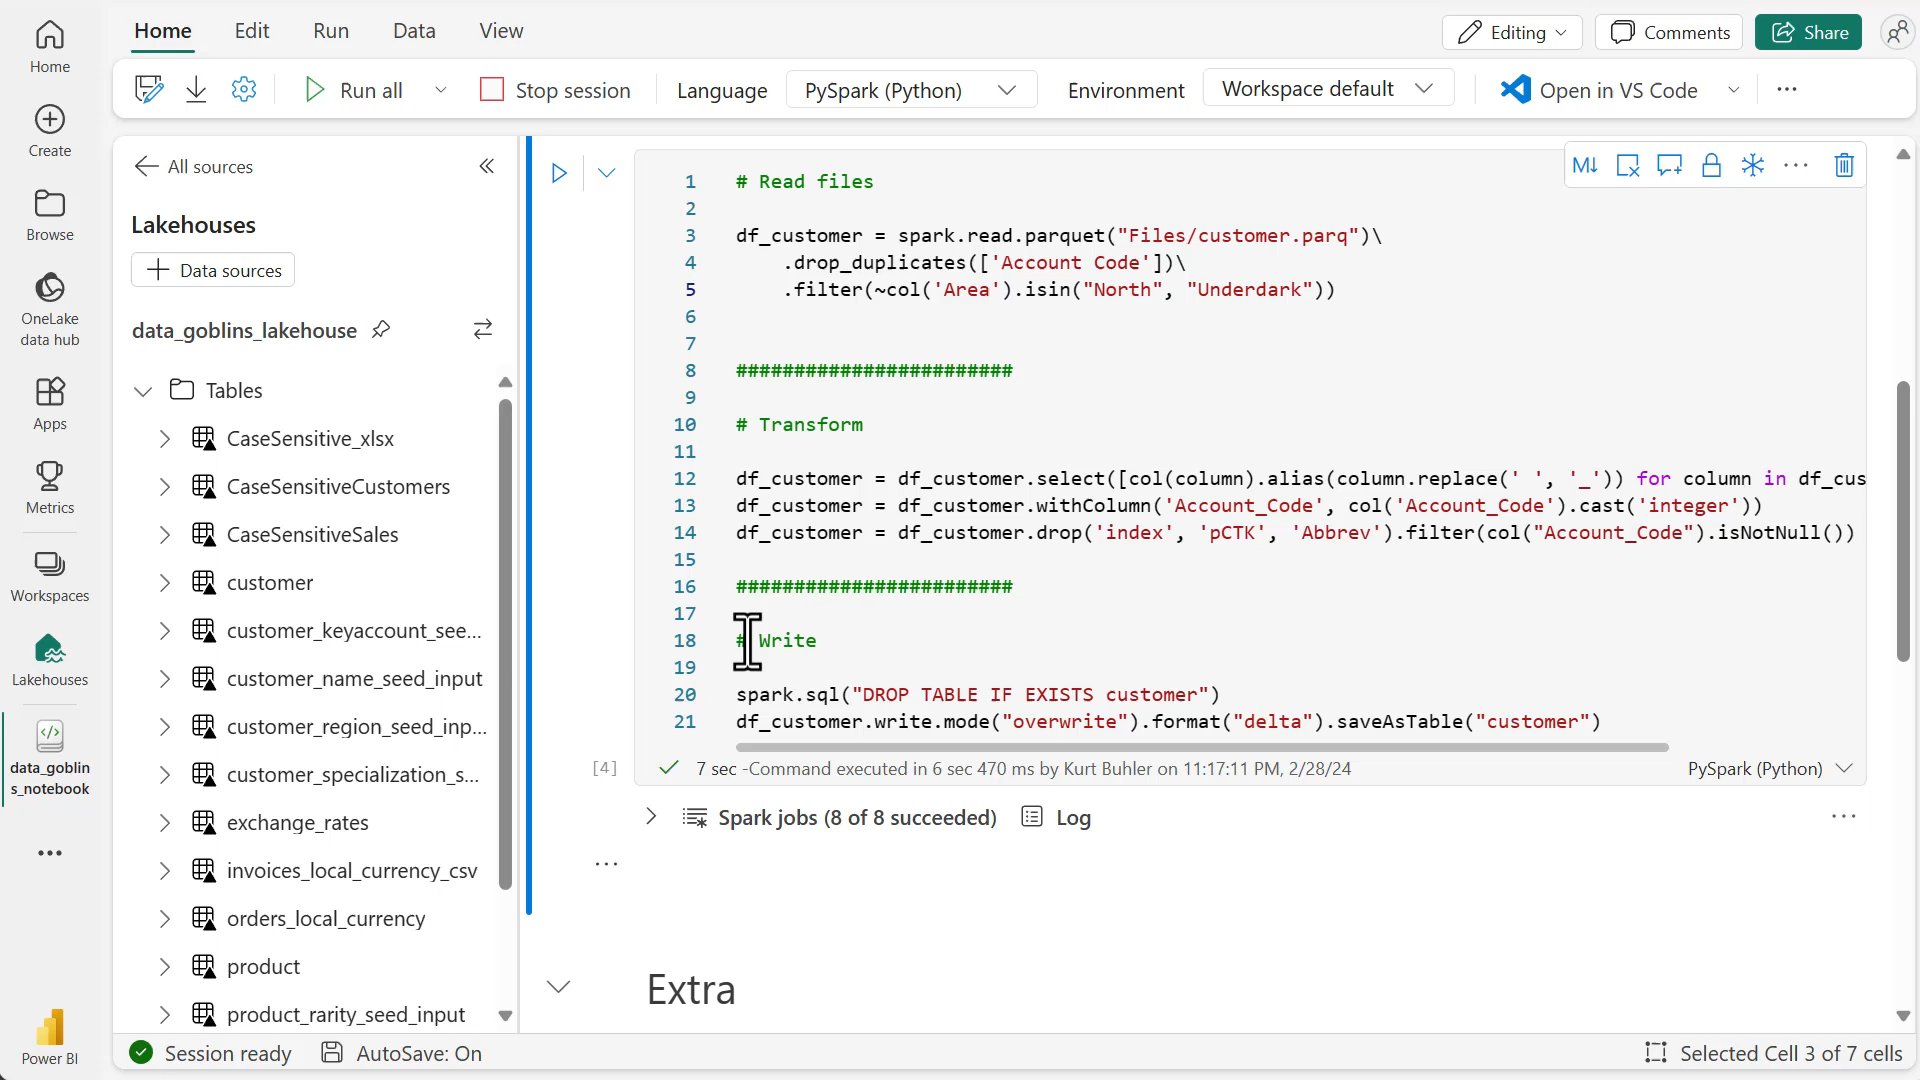 Home
Edit
Run
Data
View
Editing
Comments
Share
Run all
Stop session
Language
PySpark (Python)
Environment
Workspace default
Open in VS Code
Home
Create
Browse
OneLake
data hub
Apps
Metrics
Workspaces
Lakehouses
data_goblin
s_notebook
Power BI
All sources
Lakehouses
Data sources
data_goblins_lakehouse
Tables
CaseSensitive_xlsx
CaseSensitiveCustomers
CaseSensitiveSales
customer
customer_keyaccount_see...
customer_name_seed_input
customer_region_seed_inp...
customer_specialization_s...
exchange_rates
invoices_local_currency_csv
orders_local_currency
product
product_rarity_seed_input
1 # Read files
2
3 df_customer = spark.read.parquet("Files/customer.parq")\
4 .drop_duplicates(['Account Code'])\
5 .filter(~col('Area').isin("North", "Underdark"))
6
7
8 ########################
9
10 # Transform
11
12 df_customer = df_customer.select([col(column).alias(column.replace(' ', '_')) for column in df_cus
13 df_customer = df_customer.withColumn('Account_Code', col('Account_Code').cast('integer'))
14 df_customer = df_customer.drop('index', 'pCTK', 'Abbrev').filter(col("Account_Code").isNotNull())
15
16 ########################
17
18 # Write
19
20 spark.sql("DROP TABLE IF EXISTS customer")
21 df_customer.write.mode("overwrite").format("delta").saveAsTable("customer")
[4]
7 sec -Command executed in 6 sec 470 ms by Kurt Buhler on 11:17:11 PM, 2/28/24
PySpark (Python)
Spark jobs (8 of 8 succeeded)
Log
Extra
Session ready
AutoSave: On
Selected Cell 3 of 7 cells